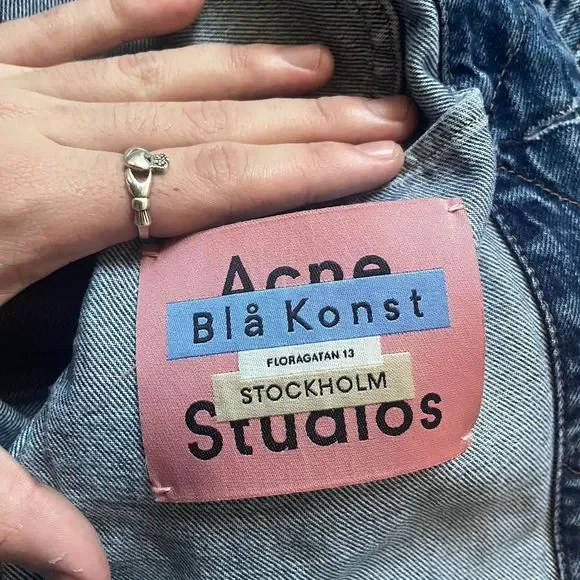 Acne
Blå Konst
FLORAGATAN 13
STOCKHOLM
Studios